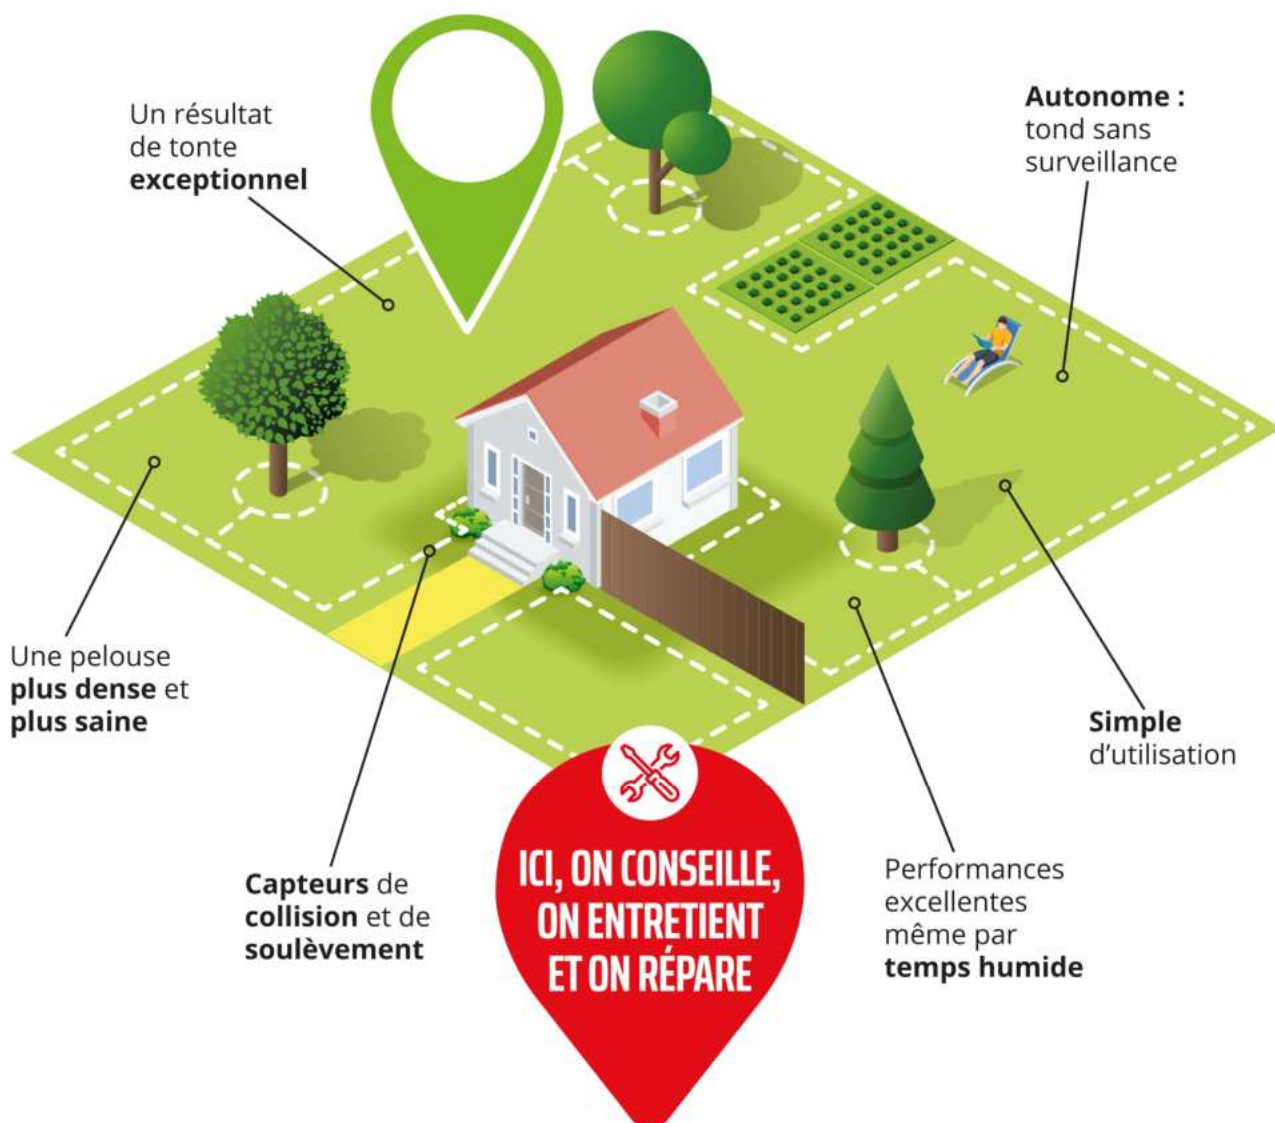 Un résultat
de tonte
exceptionnel
Autonome :
tond sans
surveillance
Une pelouse
plus dense et
plus saine
Simple
d'utilisation
Capteurs de
collision et de
soulèvement
Performances
excellentes
même par
temps humide
ICI, ON CONSEILLE,
ON ENTRETIENT
ET ON RÉPARE